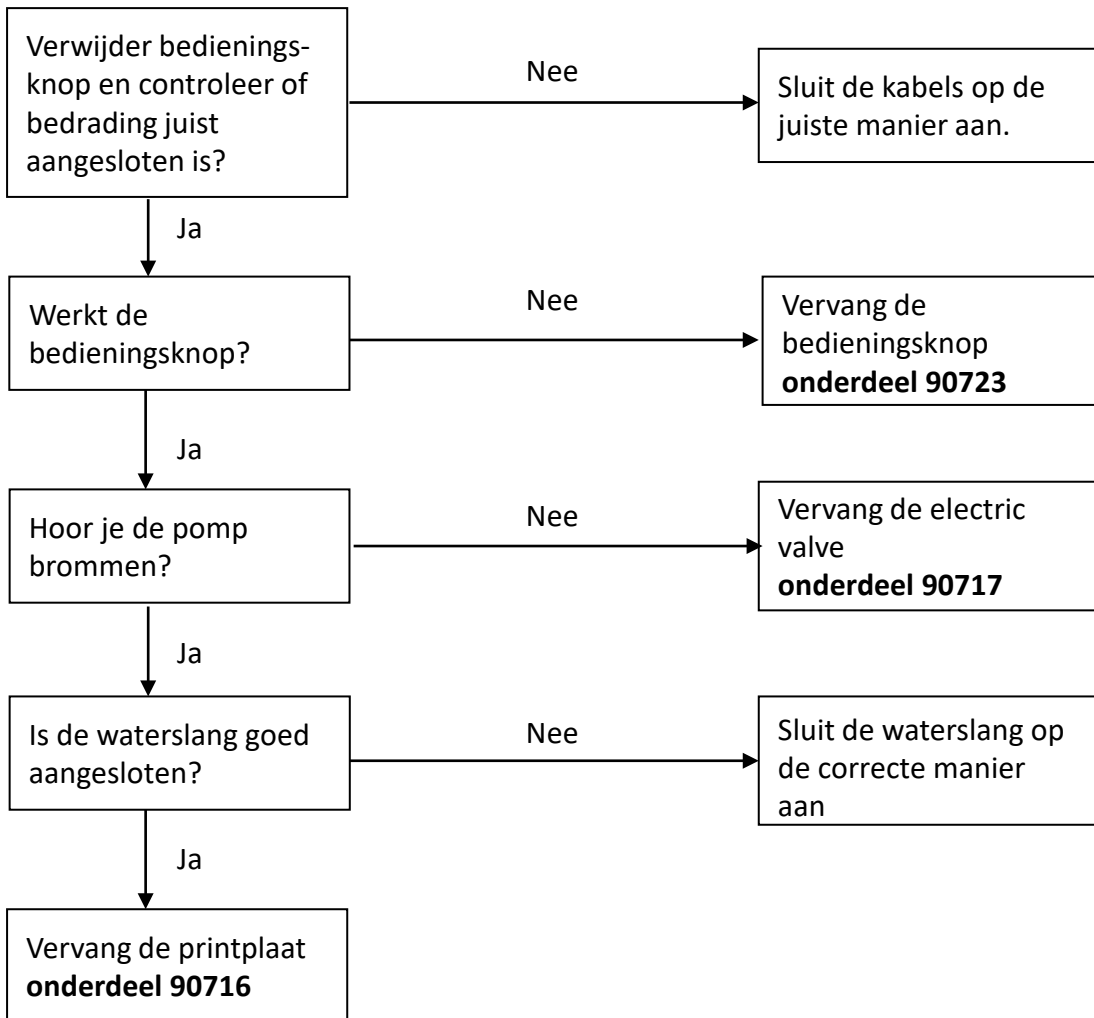 Verwijder bedienings-
knop en controleer of
bedrading juist
aangesloten is?
Nee
Sluit de kabels op de
juiste manier aan.
Ja
Werkt de
bedieningsknop?
Nee
Vervang de
bedieningsknop
onderdeel 90723
Ja
Hoor je de pomp
brommen?
Nee
Vervang de electric
valve
onderdeel 90717
Ja
Is de waterslang goed
aangesloten?
Nee
Sluit de waterslang op
de correcte manier
aan
Ja
Vervang de printplaat
onderdeel 90716